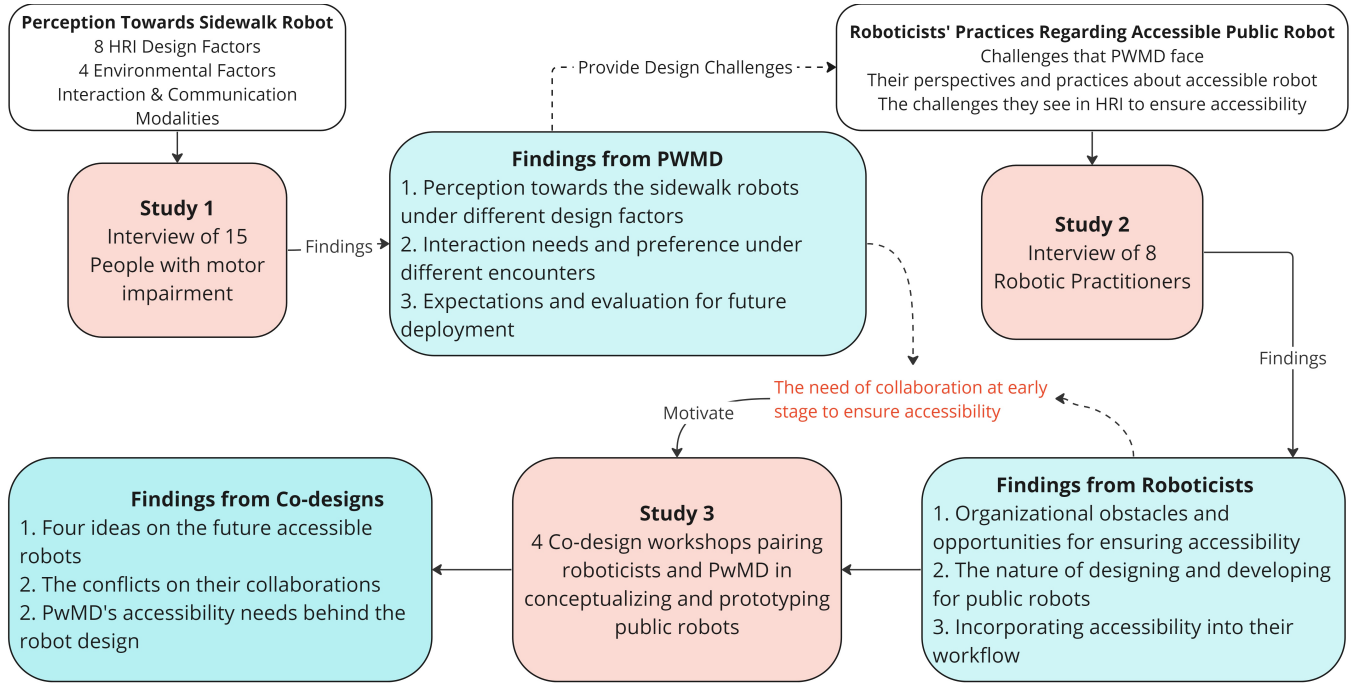 Perception Towards Sidewalk Robot
8 HRI Design Factors
4 Environmental Factors
Interaction & Communication
Modalities
Provide Design Challenges
Roboticists' Practices Regarding Accessible Public Robot
Challenges that PWMD face
Their perspectives and practices about accessible robot
The challenges they see in HRI to ensure accessibility
Study 1
Interview of 15
People with motor
impairment
Findings
Findings from PWMD
1. Perception towards the sidewalk robots
under different design factors
2. Interaction needs and preference under
different encounters
3. Expectations and evaluation for future
deployment
Study 2
Interview of 8
Robotic Practitioners
Findings
The need of collaboration at early
stage to ensure accessibility
Motivate
Findings from Co-designs
1. Four ideas on the future accessible
robots
2. The conflicts on their collaborations
2. PwMD's accessibility needs behind the
robot design
Study 3
4 Co-design workshops pairing
roboticists and PwMD in
conceptualizing and prototyping
public robots
Findings from Roboticists
1. Organizational obstacles and
opportunities for ensuring accessibility
2. The nature of designing and developing
for public robots
3. Incorporating accessibility into their
workflow